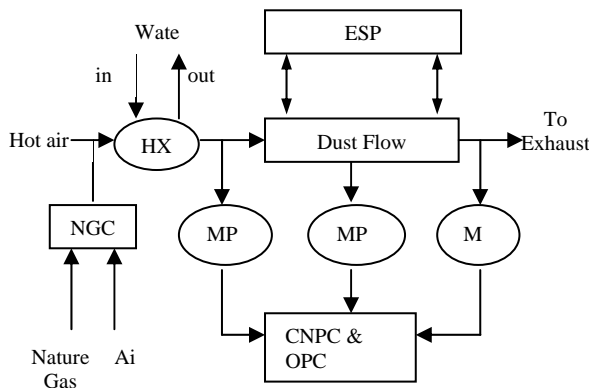 Wate
ESP
in
out
To
Exhaust
Hot air
HX
Dust Flow
NGC
MP
MP
M
CNPC &
OPC
Nature
Gas
Ai